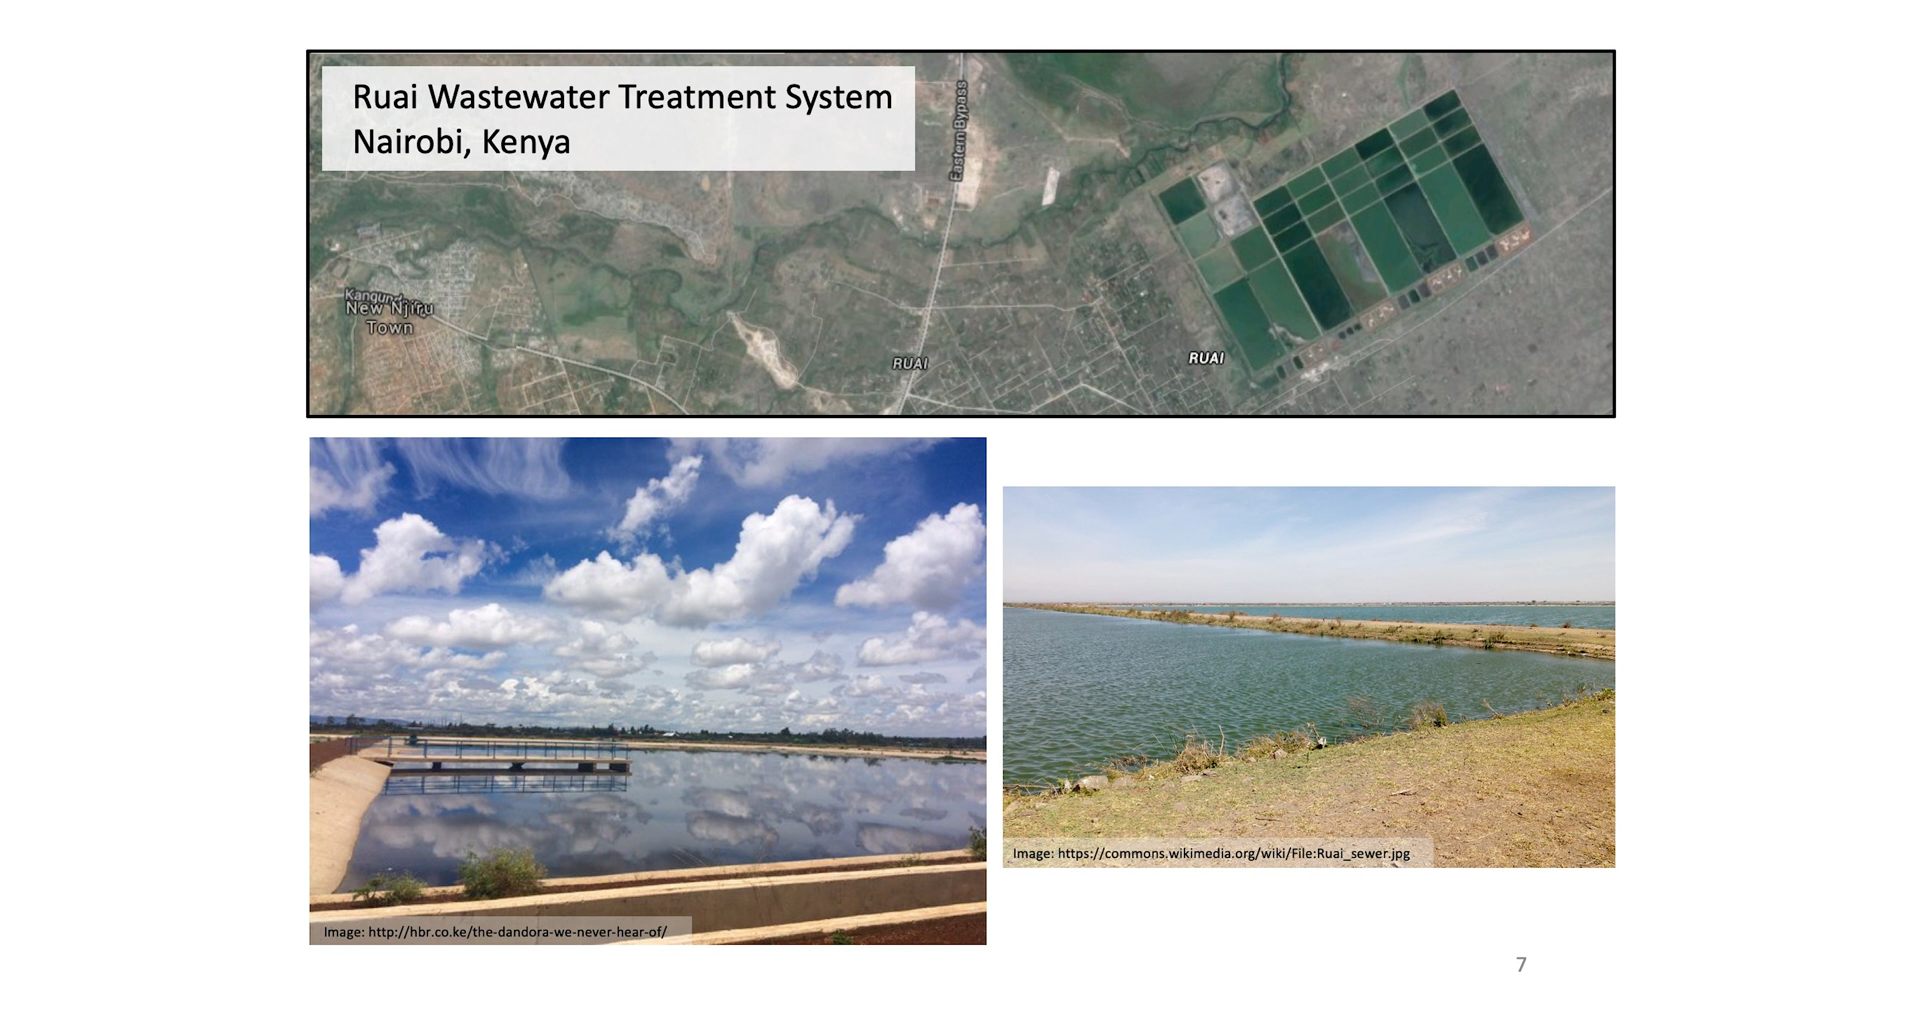 Ruai Wastewater Treatment System
Nairobi, Kenya
Eastern Bypass
New Njiru
Town
RUAI
RUAI
Image: http://hbr.co.ke/the-dandora-we-never-hear-of/
Image: https://commons.wikimedia.org/wiki/File:Ruai_sewer.jpg
7